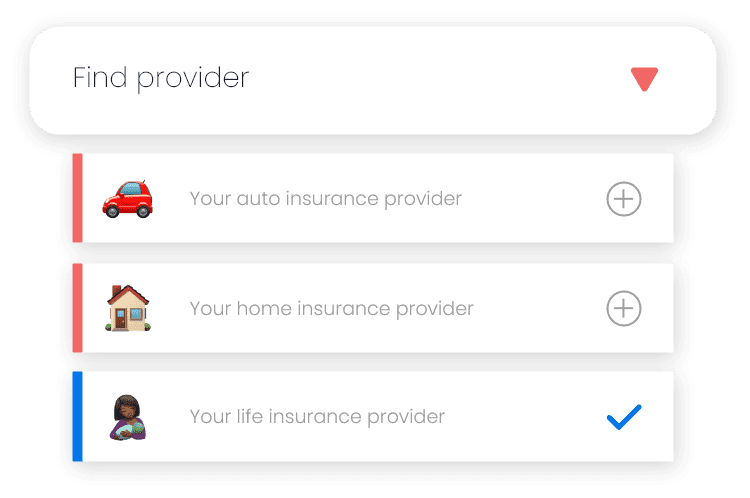 Find provider
Your auto insurance provider
Your home insurance provider
Your life insurance provider